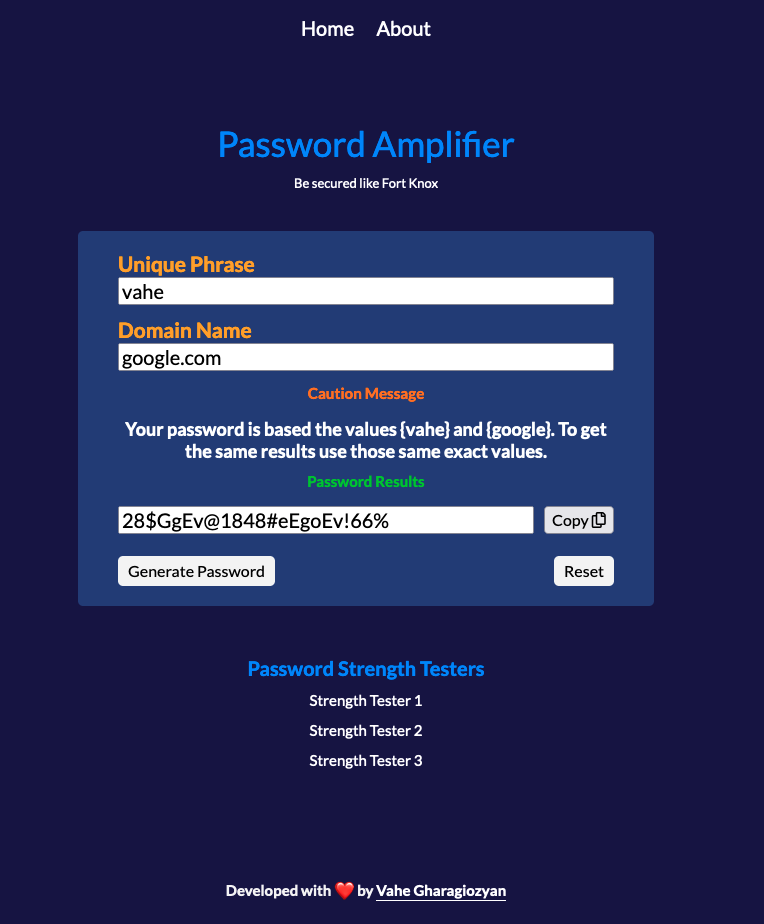 Home About
Password Amplifier
Be secured like Fort Knox
Unique Phrase
vahe
Domain Name
google.com
Caution Message
Your password is based the values {vahe} and {google}. To get
the same results use those same exact values.
Password Results
28$GgEv@1848#eEgoEv!66%
Copy
Generate Password
Reset
Password Strength Testers
Strength Tester 1
Strength Tester 2
Strength Tester 3
Developed with ❤️ by Vahe Gharagiozyan